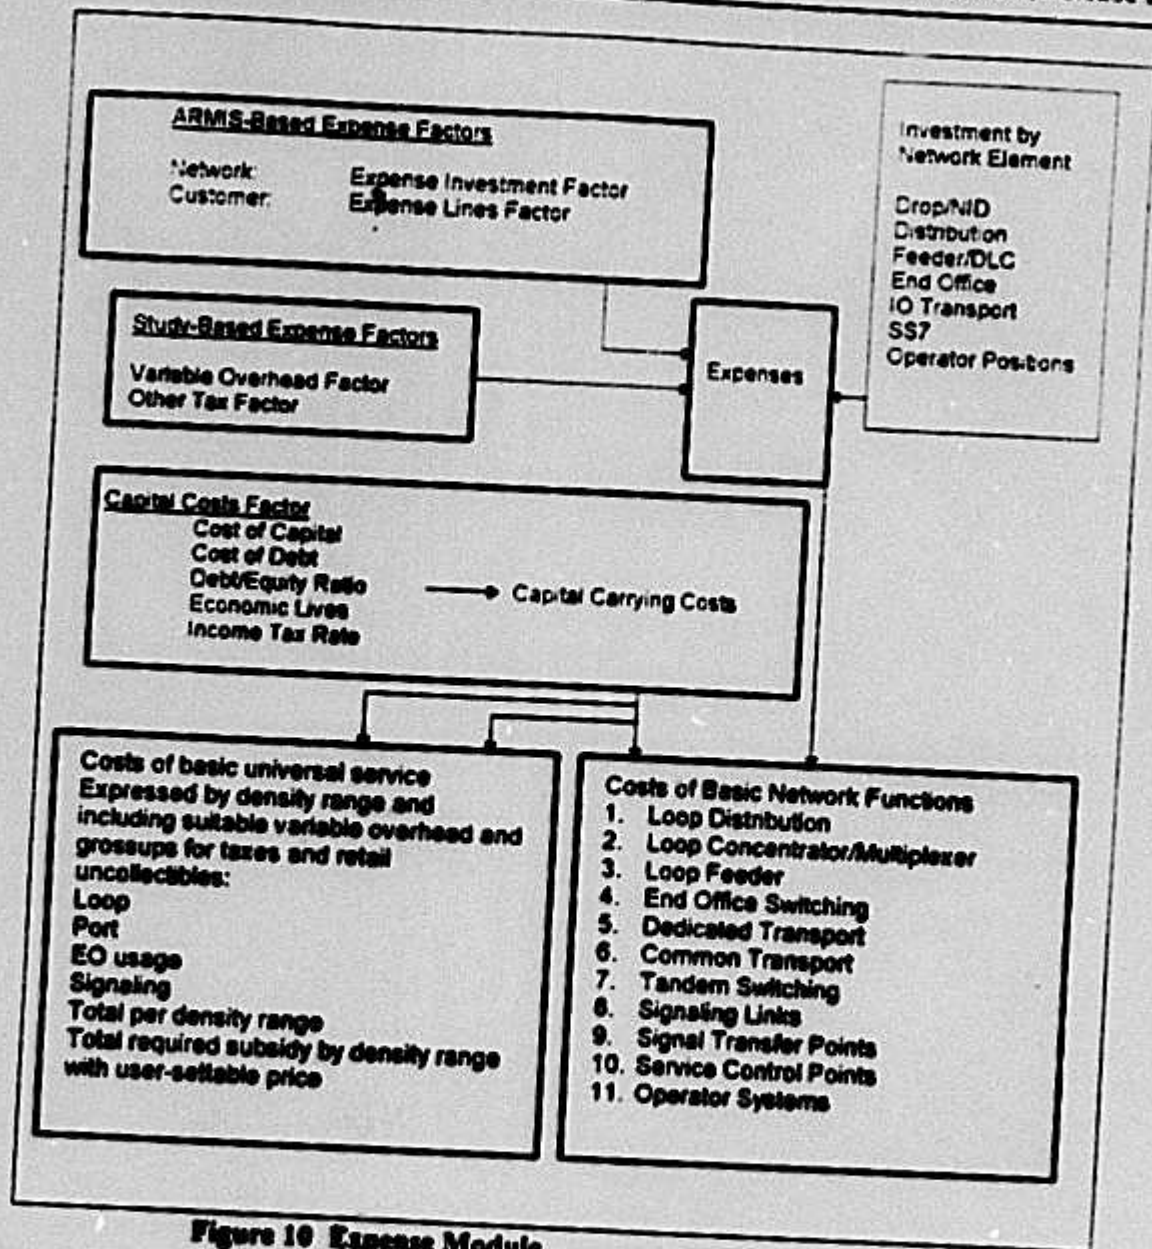 ARMIS-Based Expense Factors
Network: Expense Investment Factor
Customer: Expense Lines Factor
Investment by
Network Element
Drop/NID
Distribution
Feeder/DLC
End Office
IO Transport
SS7
Operator Positions
Study-Based Expense Factors
Variable Overhead Factor
Other Tax Factor
Expenses
Capital Costs Factor
Cost of Capital
Cost of Debt
Debt/Equity Ratio
Economic Lives
Income Tax Rate
Capital Carrying Costs
Costs of basic universal service
Expressed by density range and
including suitable variable overhead and
grossups for taxes and retail
uncollectibles:
Loop
Port
EO usage
Signaling
Total per density range
Total required subsidy by density range
with user-settable price
Costs of Basic Network Functions
1. Loop Distribution
2. Loop Concentrator/Multiplexer
3. Loop Feeder
4. End Office Switching
5. Dedicated Transport
6. Common Transport
7. Tandem Switching
8. Signaling Links
9. Signal Transfer Points
10. Service Control Points
11. Operator Systems
Figure 10 Expense Module